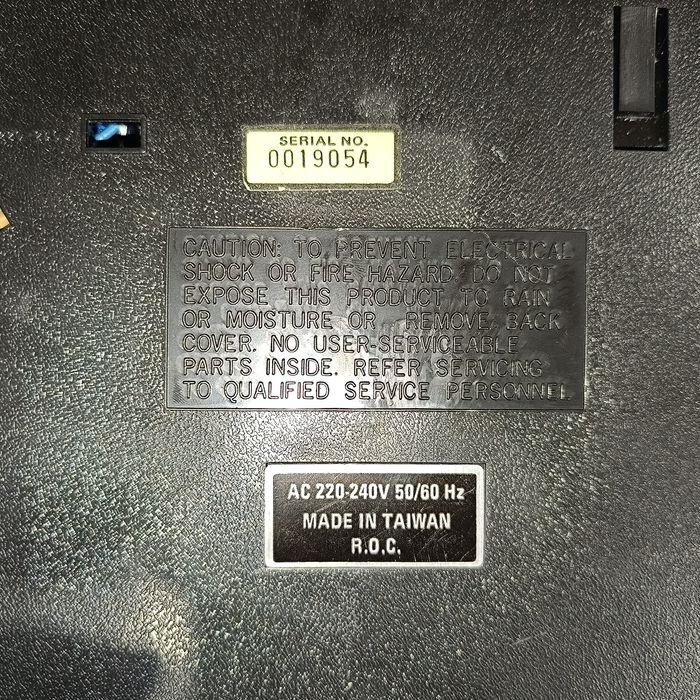 SERIAL NO.
0019054
CAUTION: TO PREVENT ELECTRICAL
SHOCK OR FIRE HAZARD DO NOT
EXPOSE THIS PRODUCT TO RAIN
OR MOISTURE OR REMOVE BACK
COVER. NO USER-SERVICEABLE
PARTS INSIDE. REFER SERVICING
TO QUALIFIED SERVICE PERSONNEL
AC 220-240V 50/60 Hz
MADE IN TAIWAN
R.O.C.